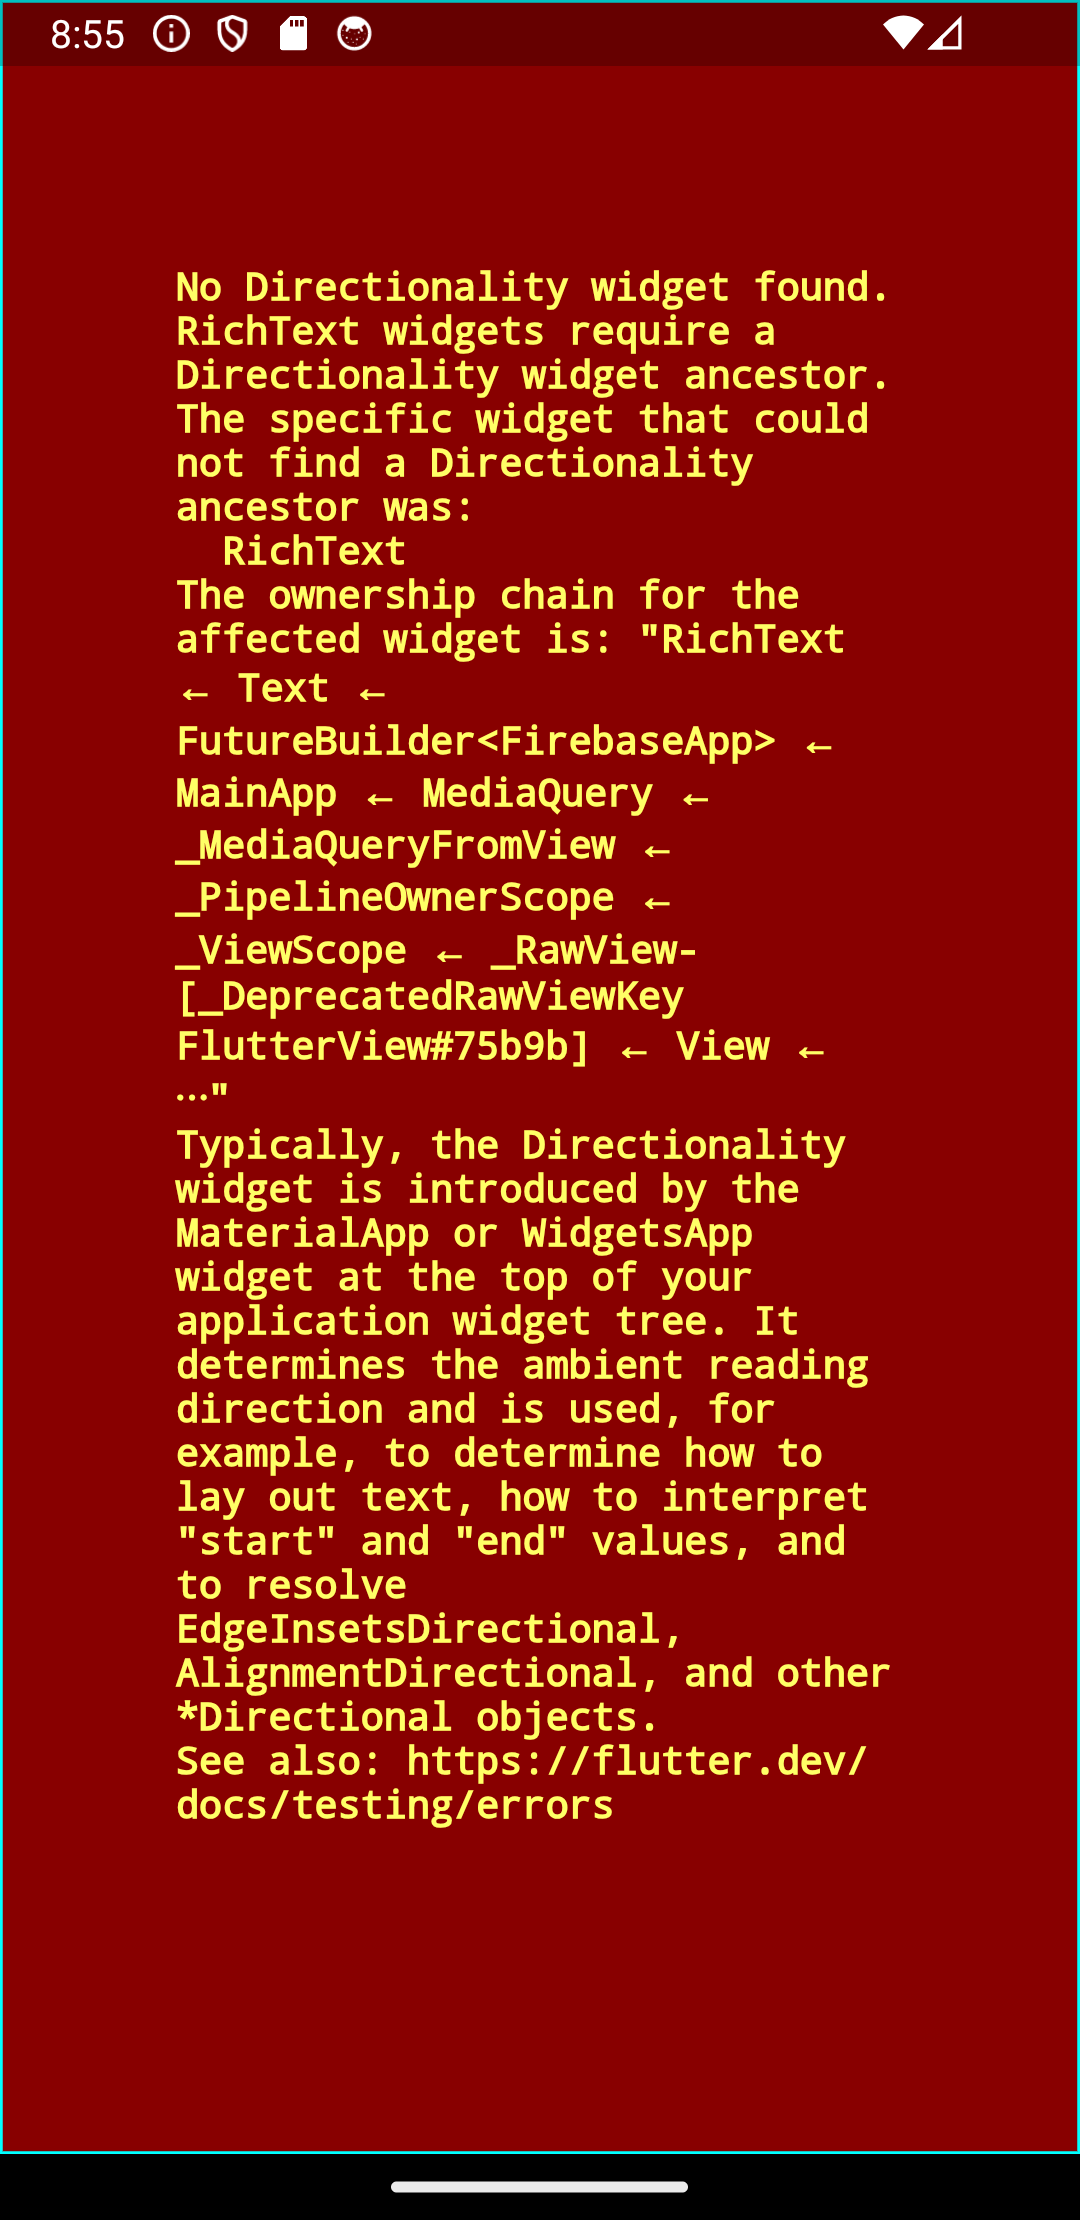 8:55
No Directionality widget found.
RichText widgets require a
Directionality widget ancestor.
The specific widget that could
not find a Directionality
ancestor was:
  RichText
The ownership chain for the
affected widget is: "RichText
← Text ←
FutureBuilder<FirebaseApp> ←
MainApp ← MediaQuery ←
_MediaQueryFromView ←
_PipelineOwnerScope ←
_ViewScope ← _RawView-
[_DeprecatedRawViewKey
FlutterView#75b9b] ← View ←
⋯"
Typically, the Directionality
widget is introduced by the
MaterialApp or WidgetsApp
widget at the top of your
application widget tree. It
determines the ambient reading
direction and is used, for
example, to determine how to
lay out text, how to interpret
"start" and "end" values, and
to resolve
EdgeInsetsDirectional,
AlignmentDirectional, and other
*Directional objects.
See also: https://flutter.dev/
docs/testing/errors